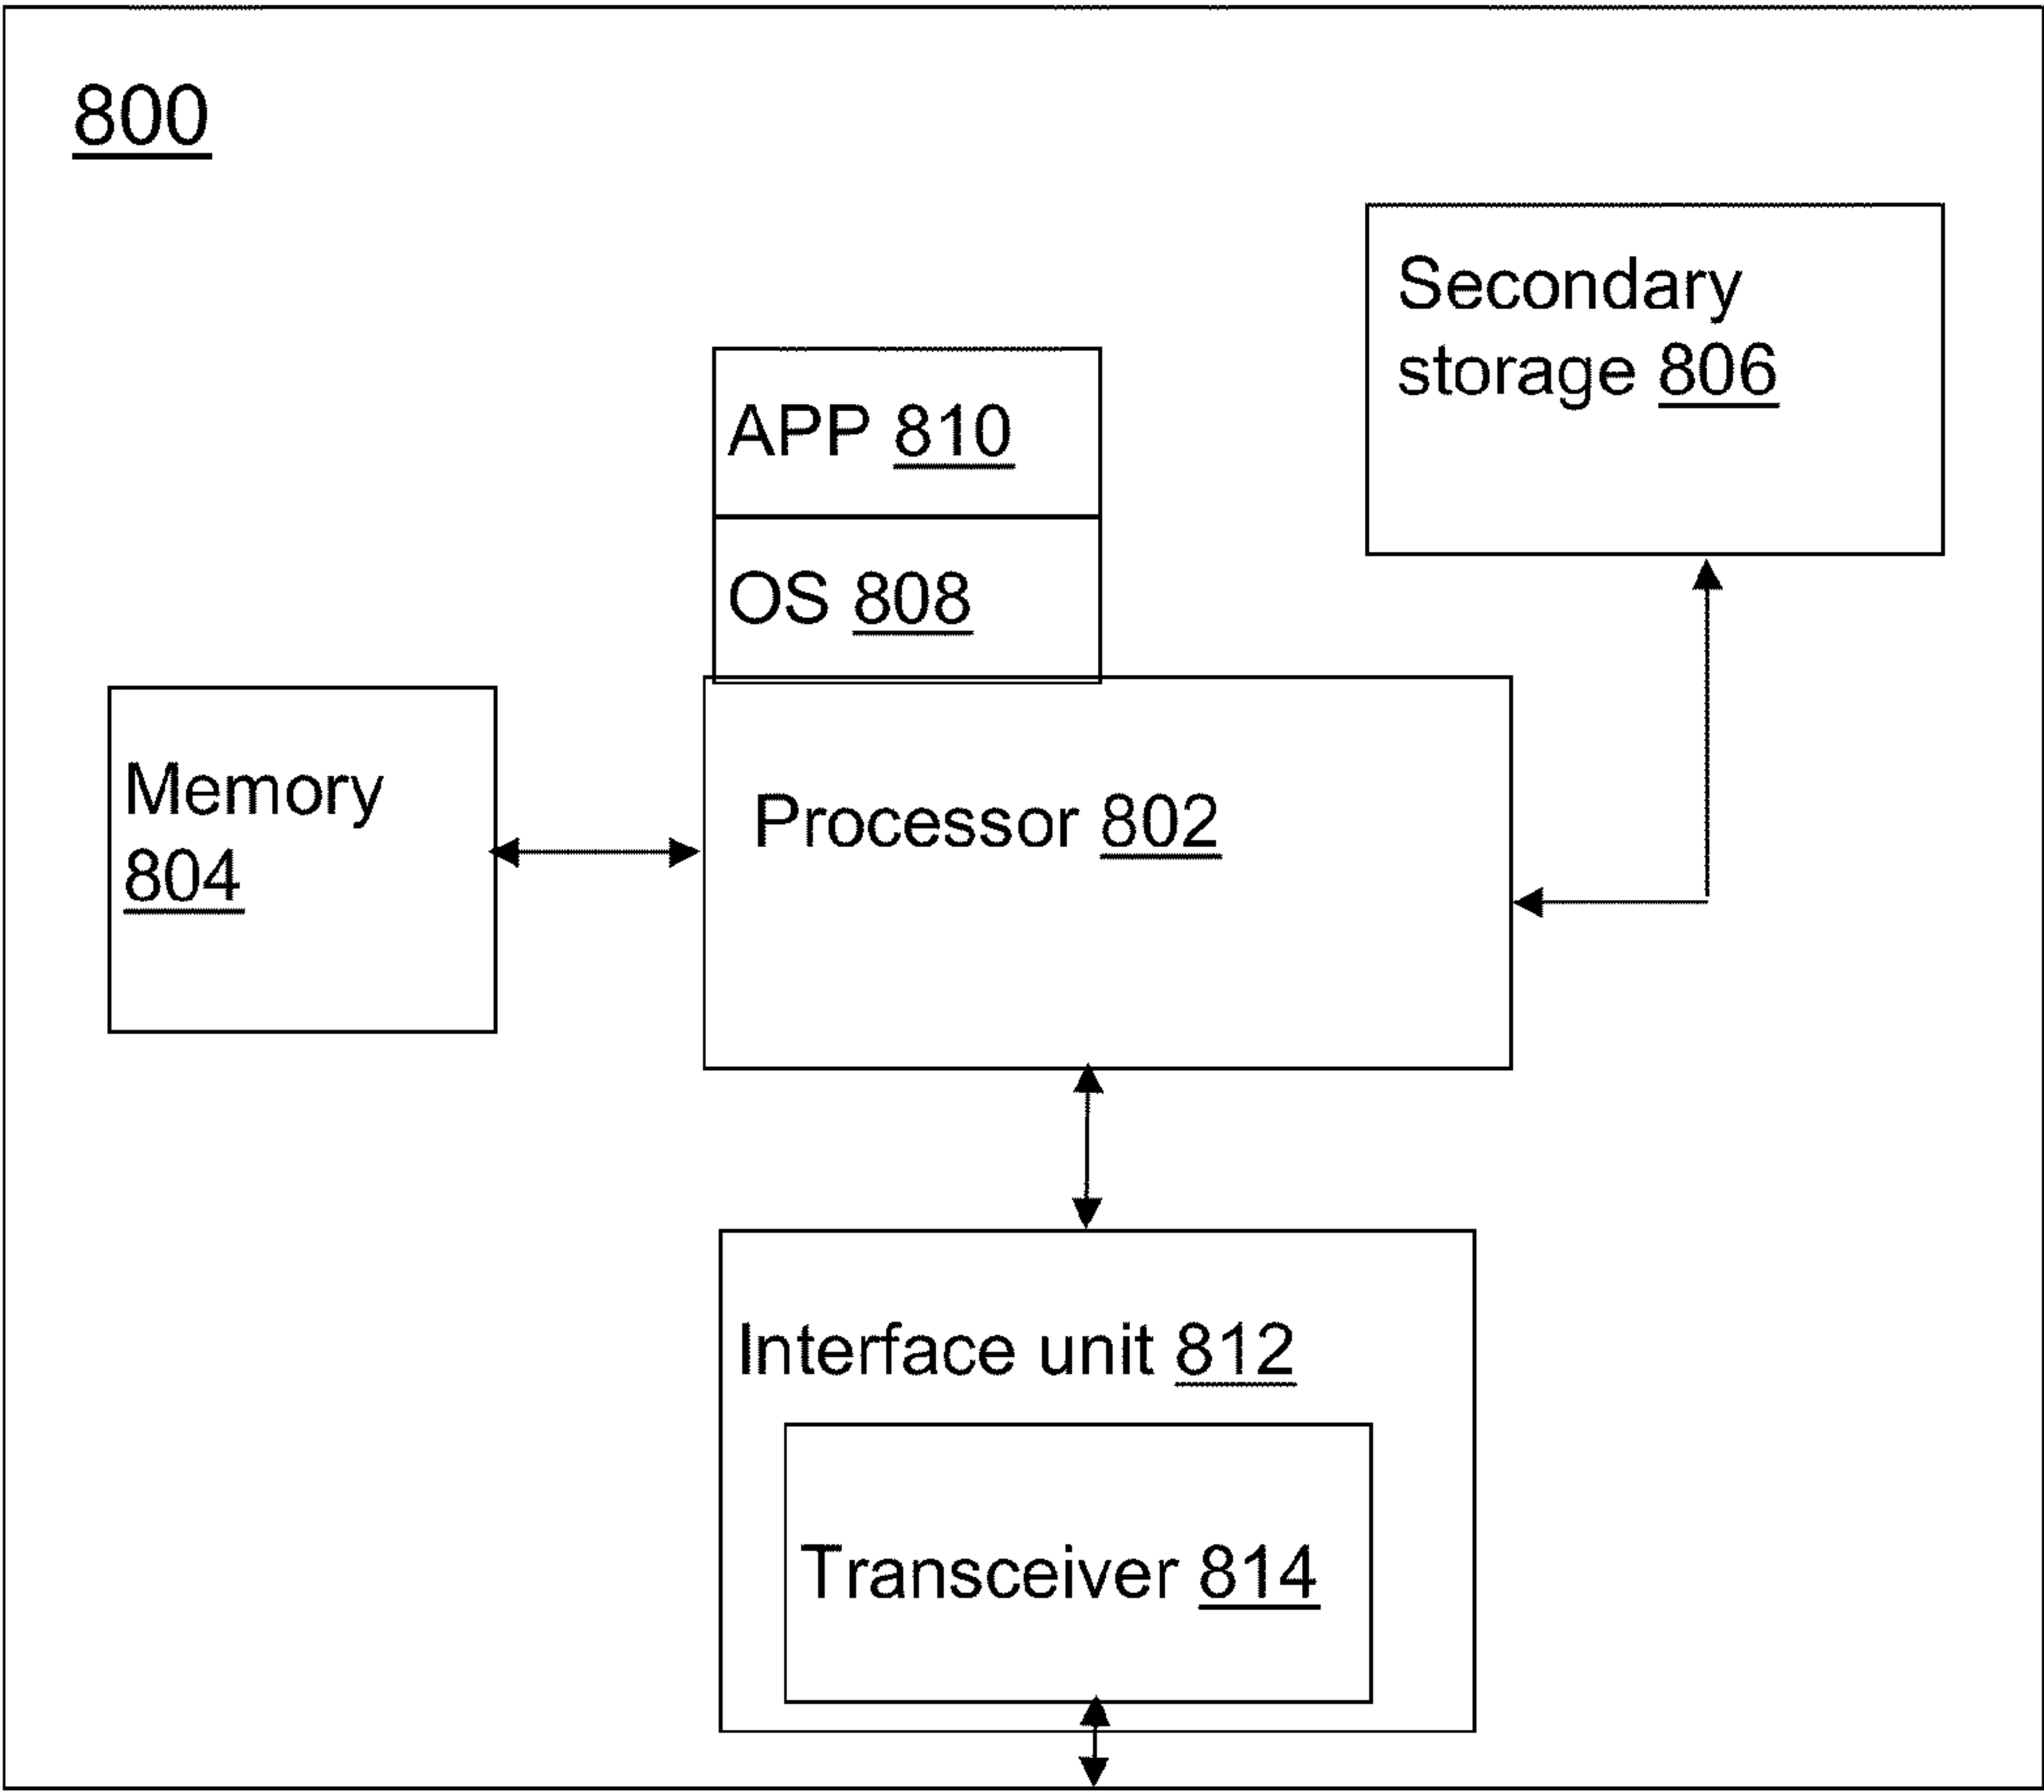 800
Secondary
storage 806
APP 810
OS 808
Memory
804
Processor 802
Interface unit 812
Transceiver 814